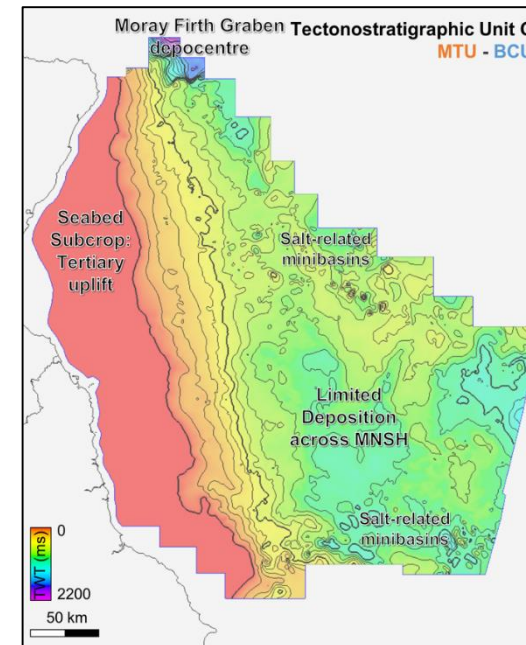 Moray Firth Graben
depocentre
Tectonostratigraphic Unit
MTU - BCU
Seabed
Subcrop:
Tertiary
uplift
Salt-related
minibasins
Limited
Deposition
across MNSH
Salt-related
minibasins
TWT (ms)
0
2200
50 km